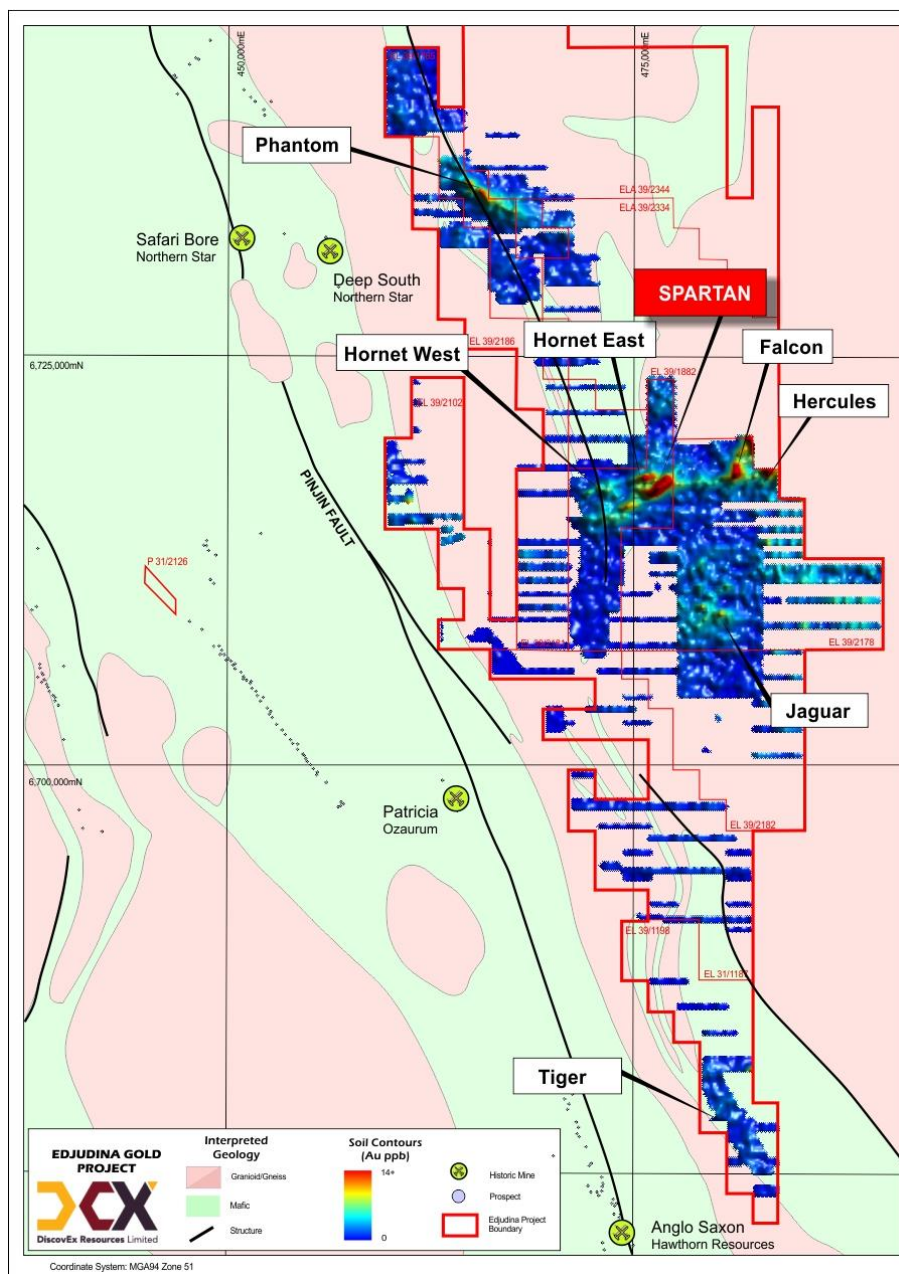 450,000mE
475,000mE
Phantom
ELA 39/2344
ELA 39/2334
Safari Bore
Northern Star
Deep South
Northern Star
SPARTAN
EL 39/2186
Hornet East
Hornet West
Falcon
6,725,000mN
EL 39/1882
EL 39/2102
Hercules
PINJIN FAULT
P 31/2126
EL 39/2178
Jaguar
6,700,000mN
Patricia
Ozaurum
EL 39/2182
EL 39/1198
EL 31/1187
Tiger
EDJUDINA GOLD
PROJECT
DCX
DiscovEx Resources Limited
Interpreted
Geology
Granioid/Gneiss
Mafic
Structure
Soil Contours
(Au ppb)
14+
0
Historic Mine
Prospect
Edjudina Project
Boundary
Anglo Saxon
Hawthorn Resources
Coordinate System: MGA94 Zone 51